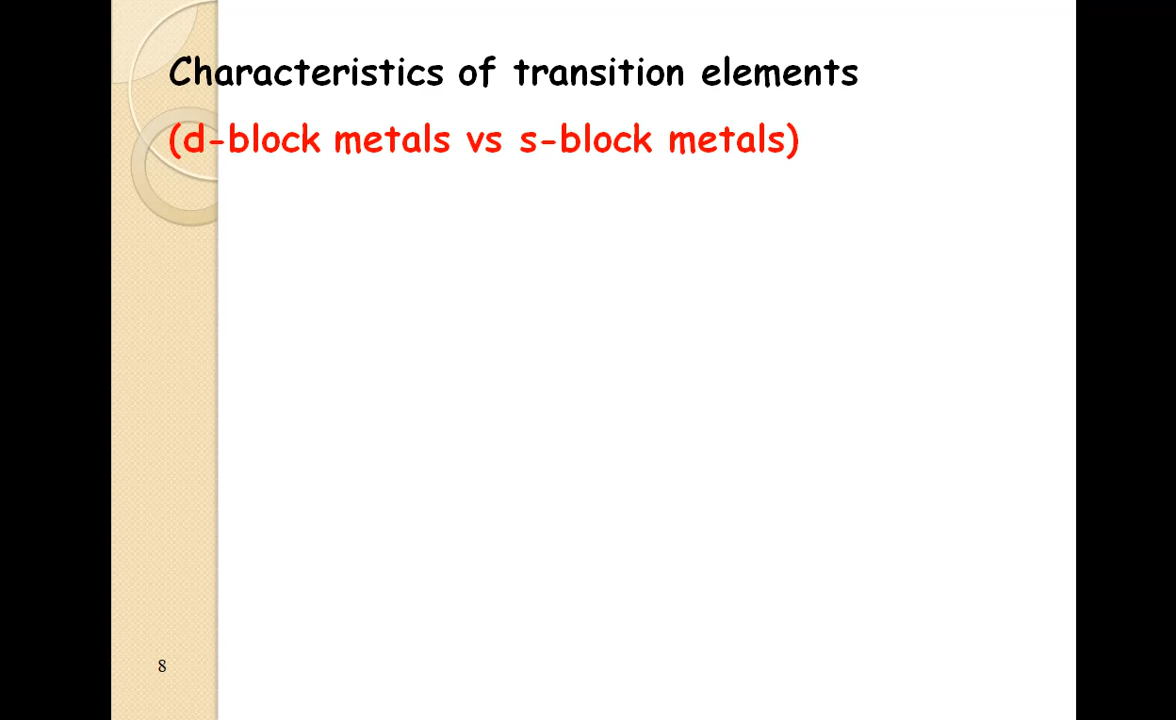 Characteristics of transition elements
(d-block metals vs s-block metals)
8